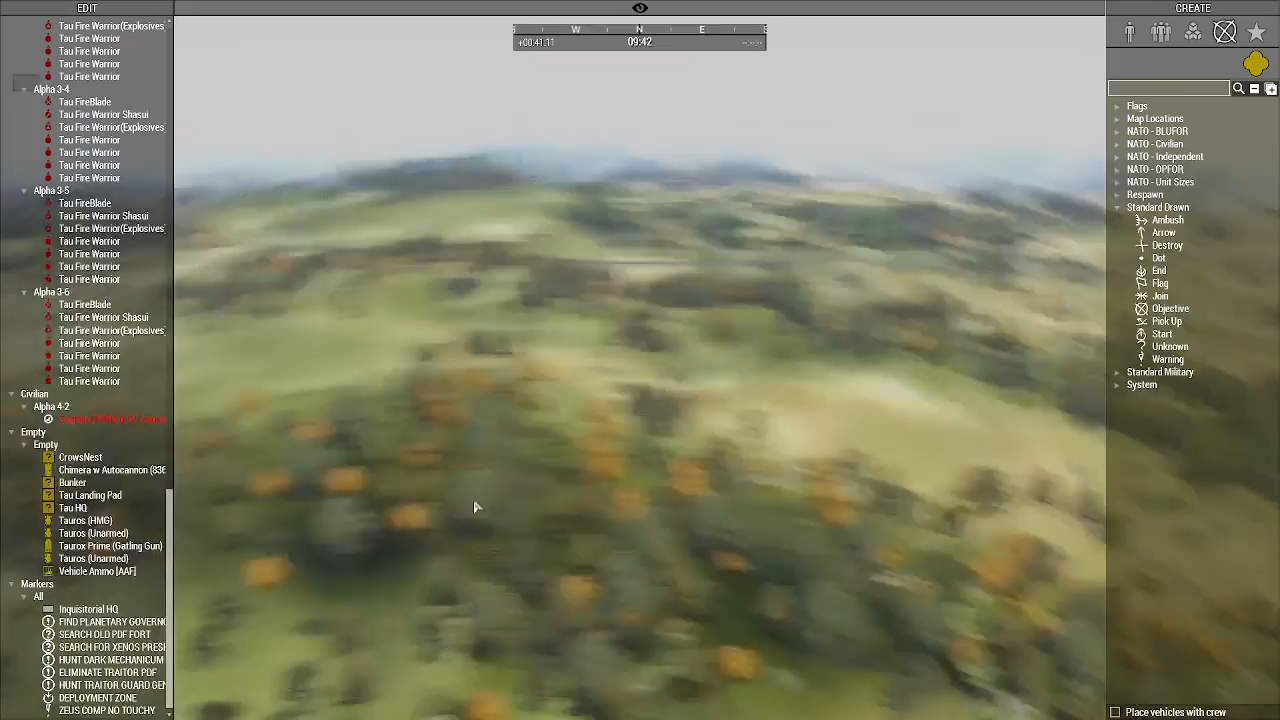 EDIT
Tau Fire Warrior(Explosives
Tau Fire Warrior
Tau Fire Warrior
Tau Fire Warrior
Tau Fire Warrior
Alpha 3-4
Tau FireBlade
Tau Fire Warrior Shasui
Tau Fire Warrior(Explosives
Tau Fire Warrior
Tau Fire Warrior
Tau Fire Warrior
Tau Fire Warrior
Alpha 3-5
Tau FireBlade
Tau Fire Warrior Shasui
Tau Fire Warrior(Explosives
Tau Fire Warrior
Tau Fire Warrior
Tau Fire Warrior
Tau Fire Warrior
Alpha 3-6
Tau FireBlade
Tau Fire Warrior Shasui
Tau Fire Warrior(Explosives
Tau Fire Warrior
Tau Fire Warrior
Tau Fire Warrior
Tau Fire Warrior
Civilian
Alpha 4-2
Empty
Empty
CrowsNest
Chimera w Autocannon (836
Bunker
Tau Landing Pad
Tau HQ
Tauros (HMG)
Tauros (Unarmed)
Taurox Prime (Gatling Gun)
Tauros (Unarmed)
Vehicle Ammo [AAF]
Markers
All
Inquisitorial HQ
FIND PLANETARY GOVERN
SEARCH OLD PDF FORT
SEARCH FOR XENOS PRESI
HUNT DARK MECHANICUM
ELIMINATE TRAITOR PDF
HUNT TRAITOR GUARD GEN
DEPLOYMENT ZONE
ZEUS COMP NO TOUCHY
W N E
+00:41:11 09:42
CREATE
Flags
Map Locations
NATO - BLUFOR
NATO - Civilian
NATO - Independent
NATO - OPFOR
NATO - Unit Sizes
Respawn
Standard Drawn
Ambush
Arrow
Destroy
Dot
End
Flag
Join
Objective
Pick Up
Start
Unknown
Warning
Standard Military
System
Place vehicles with crew